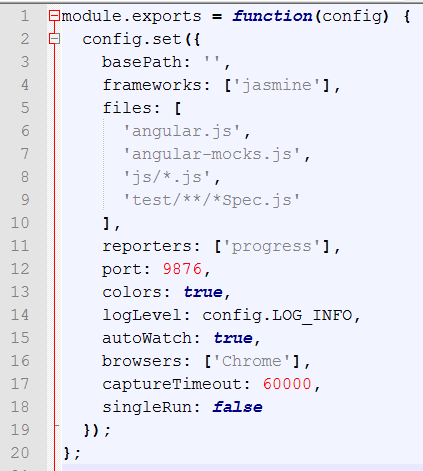 1 module.exports = function(config) {
2 config.set({
3 basePath: '',
4 frameworks: ['jasmine'],
5 files: [
6 'angular.js',
7 'angular-mocks.js',
8 'js/*.js',
9 'test/**/*Spec.js'
10 ],
11 reporters: ['progress'],
12 port: 9876,
13 colors: true,
14 logLevel: config.LOG_INFO,
15 autoWatch: true,
16 browsers: ['Chrome'],
17 captureTimeout: 60000,
18 singleRun: false
19 });
20 };